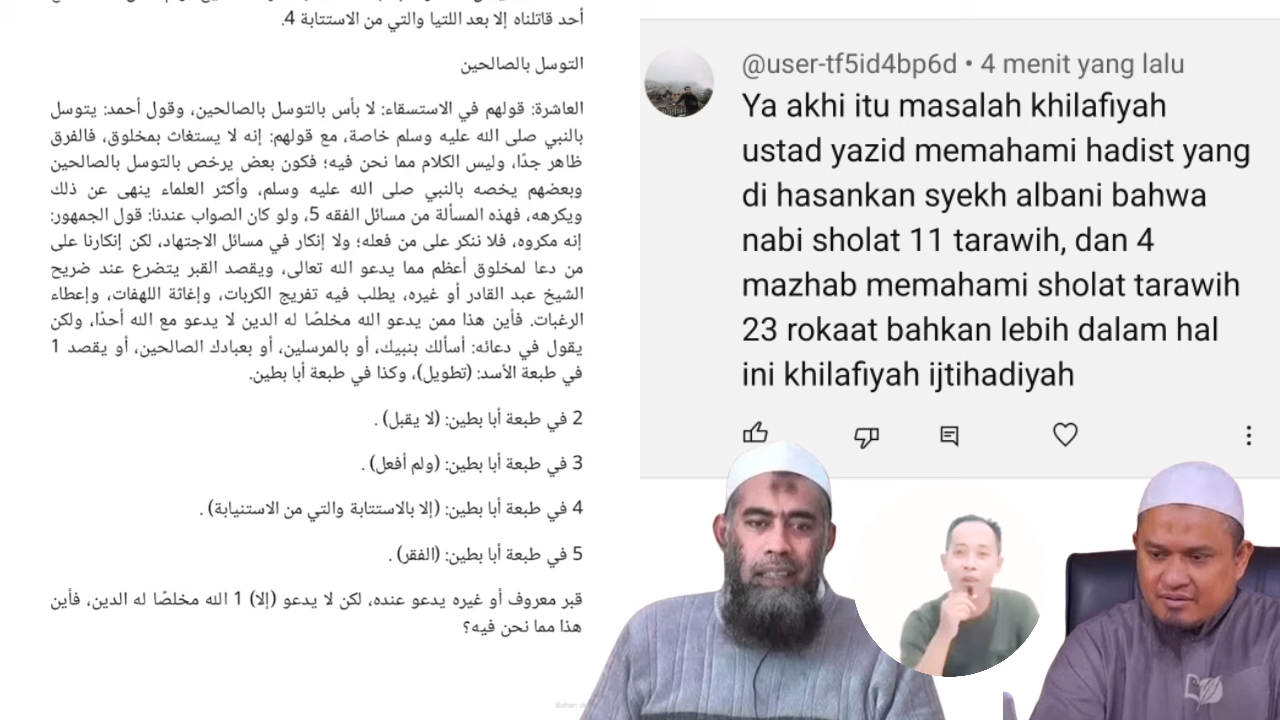 أحد قاتلناه إلا بعد اللتيا والتي من الاستتابة 4.
التوسل بالصالحين
العاشرة: قولهم في الاستسقاء: لا بأس بالتوسل بالصالحين، وقول أحمد: يتوسل
بالنبي صلى الله عليه وسلم خاصة، مع قولهم: إنه لا يستغاث بمخلوق، فالفرق
ظاهر جدًا، وليس الكلام مما نحن فيه؛ فكون بعض يرخص بالتوسل بالصالحين
وبعضهم يخصه بالنبي صلى الله عليه وسلم، وأكثر العلماء ينهى عن ذلك
ويكرهه، فهذه المسألة من مسائل الفقه 5، ولو كان الصواب عندنا: قول الجمهور:
إنه مكروه، فلا ننكر على من فعله؛ ولا إنكار في مسائل الاجتهاد، لكن إنكارنا على
من دعا لمخلوق أعظم مما يدعو الله تعالى، ويقصد القبر يتضرع عند ضريح
الشيخ عبد القادر أو غيره، يطلب فيه تفريج الكربات، وإغاثة اللهفات، وإعطاء
الرغبات. فأين هذا ممن يدعو الله مخلصًا له الدين لا يدعو مع الله أحدًا، ولكن
يقول في دعائه: أسألك بنبيك، أو بالمرسلين، أو بعبادك الصالحين، أو يقصد 1
في طبعة الأسد: (تطويل)، وكذا في طبعة أبا بطين.
2 في طبعة أبا بطين: (لا يقبل) .
3 في طبعة أبا بطين: (ولم أفعل) .
4 في طبعة أبا بطين: (إلا بالاستتابة والتي من الاستنيابة) .
5 في طبعة أبا بطين: (الفقر) .
قبر معروف أو غيره يدعو عنده، لكن لا يدعو (إلا) 1 الله مخلصًا له الدين، فأين
هذا مما نحن فيه؟
@user-tf5id4bp6d • 4 menit yang lalu
Ya akhi itu masalah khilafiyah
ustad yazid memahami hadist yang
di hasankan syekh albani bahwa
nabi sholat 11 tarawih, dan 4
mazhab memahami sholat tarawih
23 rokaat bahkan lebih dalam hal
ini khilafiyah ijtihadiyah